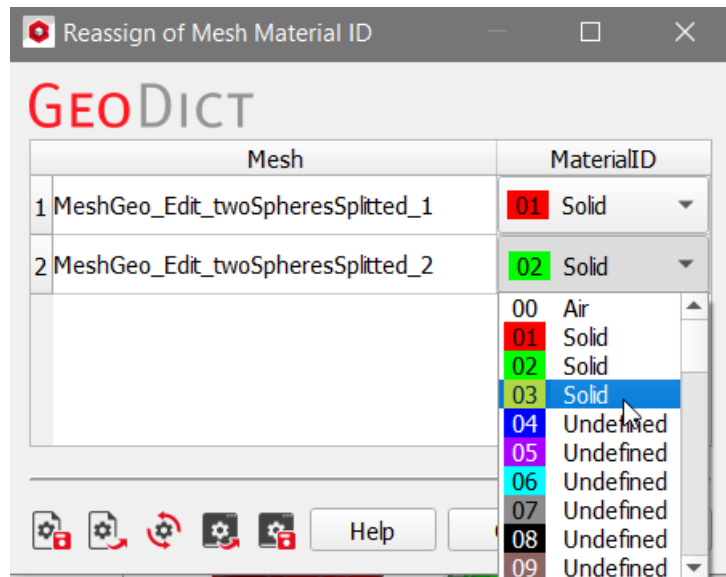 Reassign of Mesh Material ID
GEODICT
Mesh MaterialID
1 MeshGeo_Edit_twoSpheresSplitted_1 01 Solid
2 MeshGeo_Edit_twoSpheresSplitted_2 02 Solid
00 Air
01 Solid
02 Solid
03 Solid
04 Undefined
05 Undefined
06 Undefined
07 Undefined
Help
08 Undefined
09 Undefined